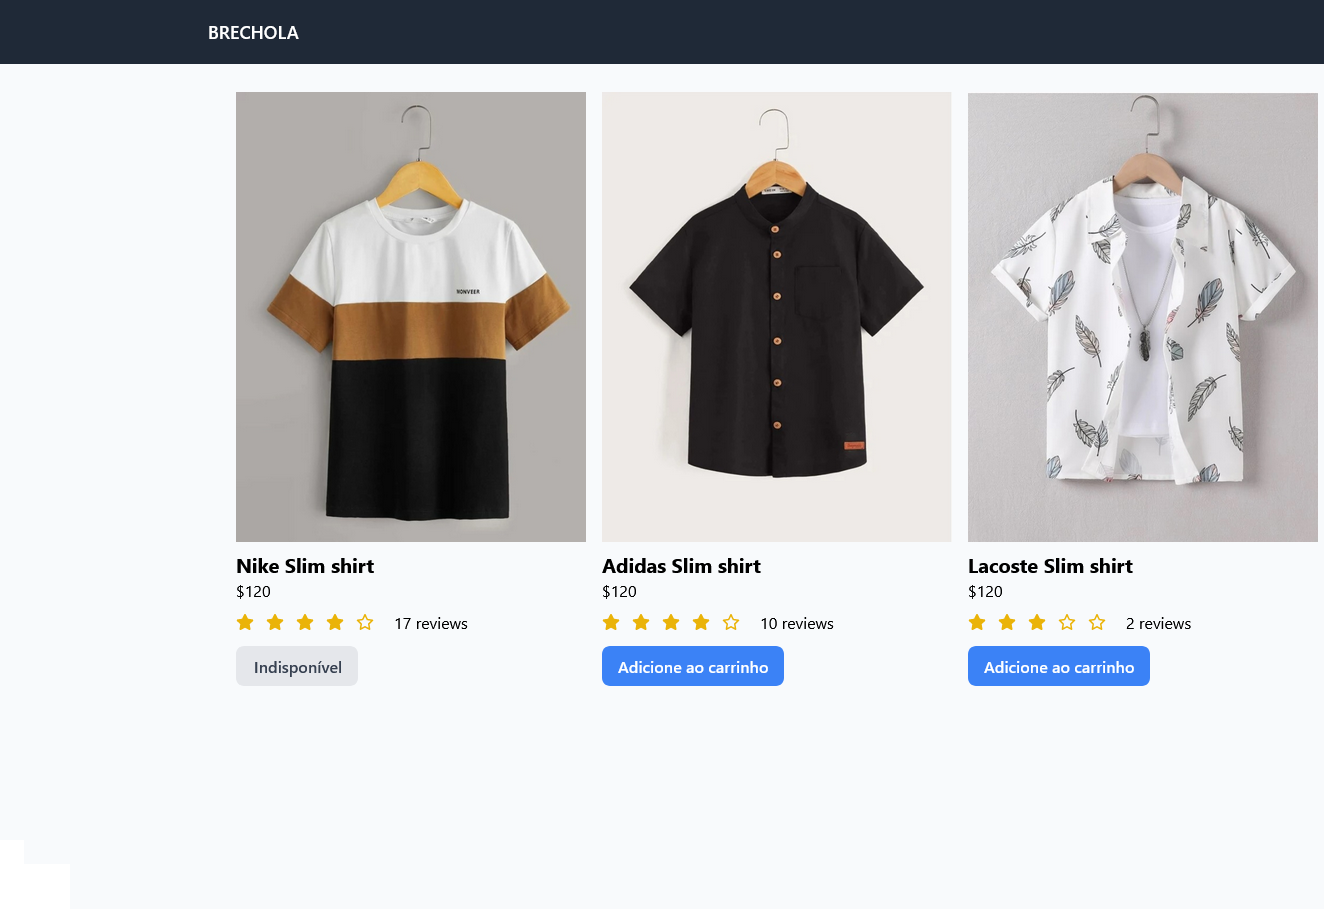 BRECHOLA
MONVEER
Nike Slim shirt
$120
17 reviews
Indisponível
Adidas Slim shirt
$120
10 reviews
Adicione ao carrinho
Lacoste Slim shirt
$120
2 reviews
Adicione ao carrinho